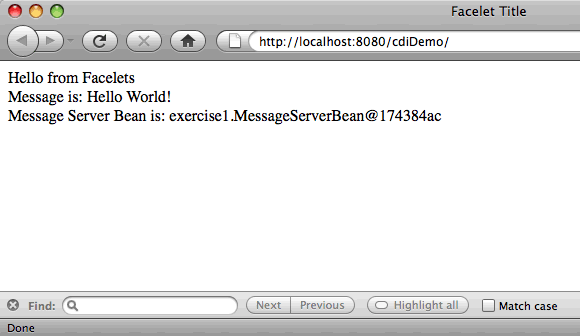 Facelet Title
http://localhost:8080/cdiDemo/
Hello from Facelets
Message is: Hello World!
Message Server Bean is: exercise1.MessageServerBean@174384ac
Find:
Next
Previous
Highlight all
Match case
Done